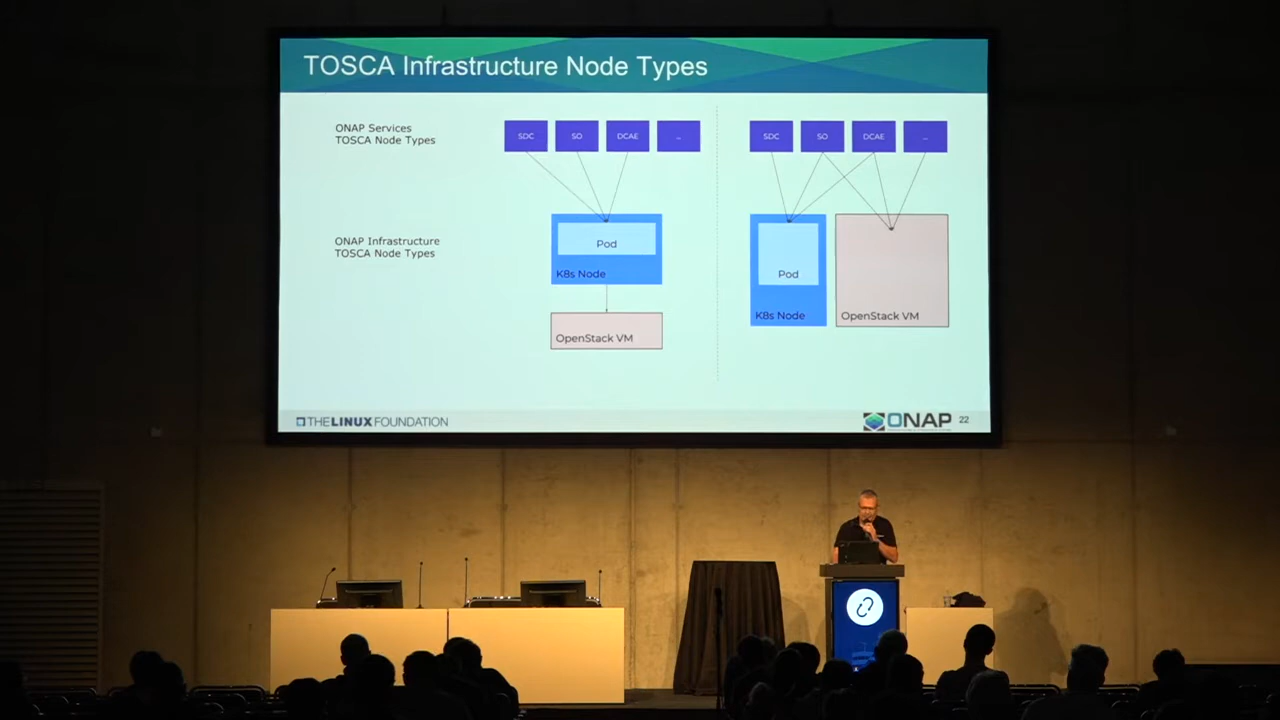 TOSCA Infrastructure Node Types
ONAP Services
TOSCA Node Types
SDC SO DCAE ...
SDC SO DCAE ...
ONAP Infrastructure
TOSCA Node Types
Pod
K8s Node
OpenStack VM
Pod
K8s Node
OpenStack VM
THE LINUX FOUNDATION
ONAP
22